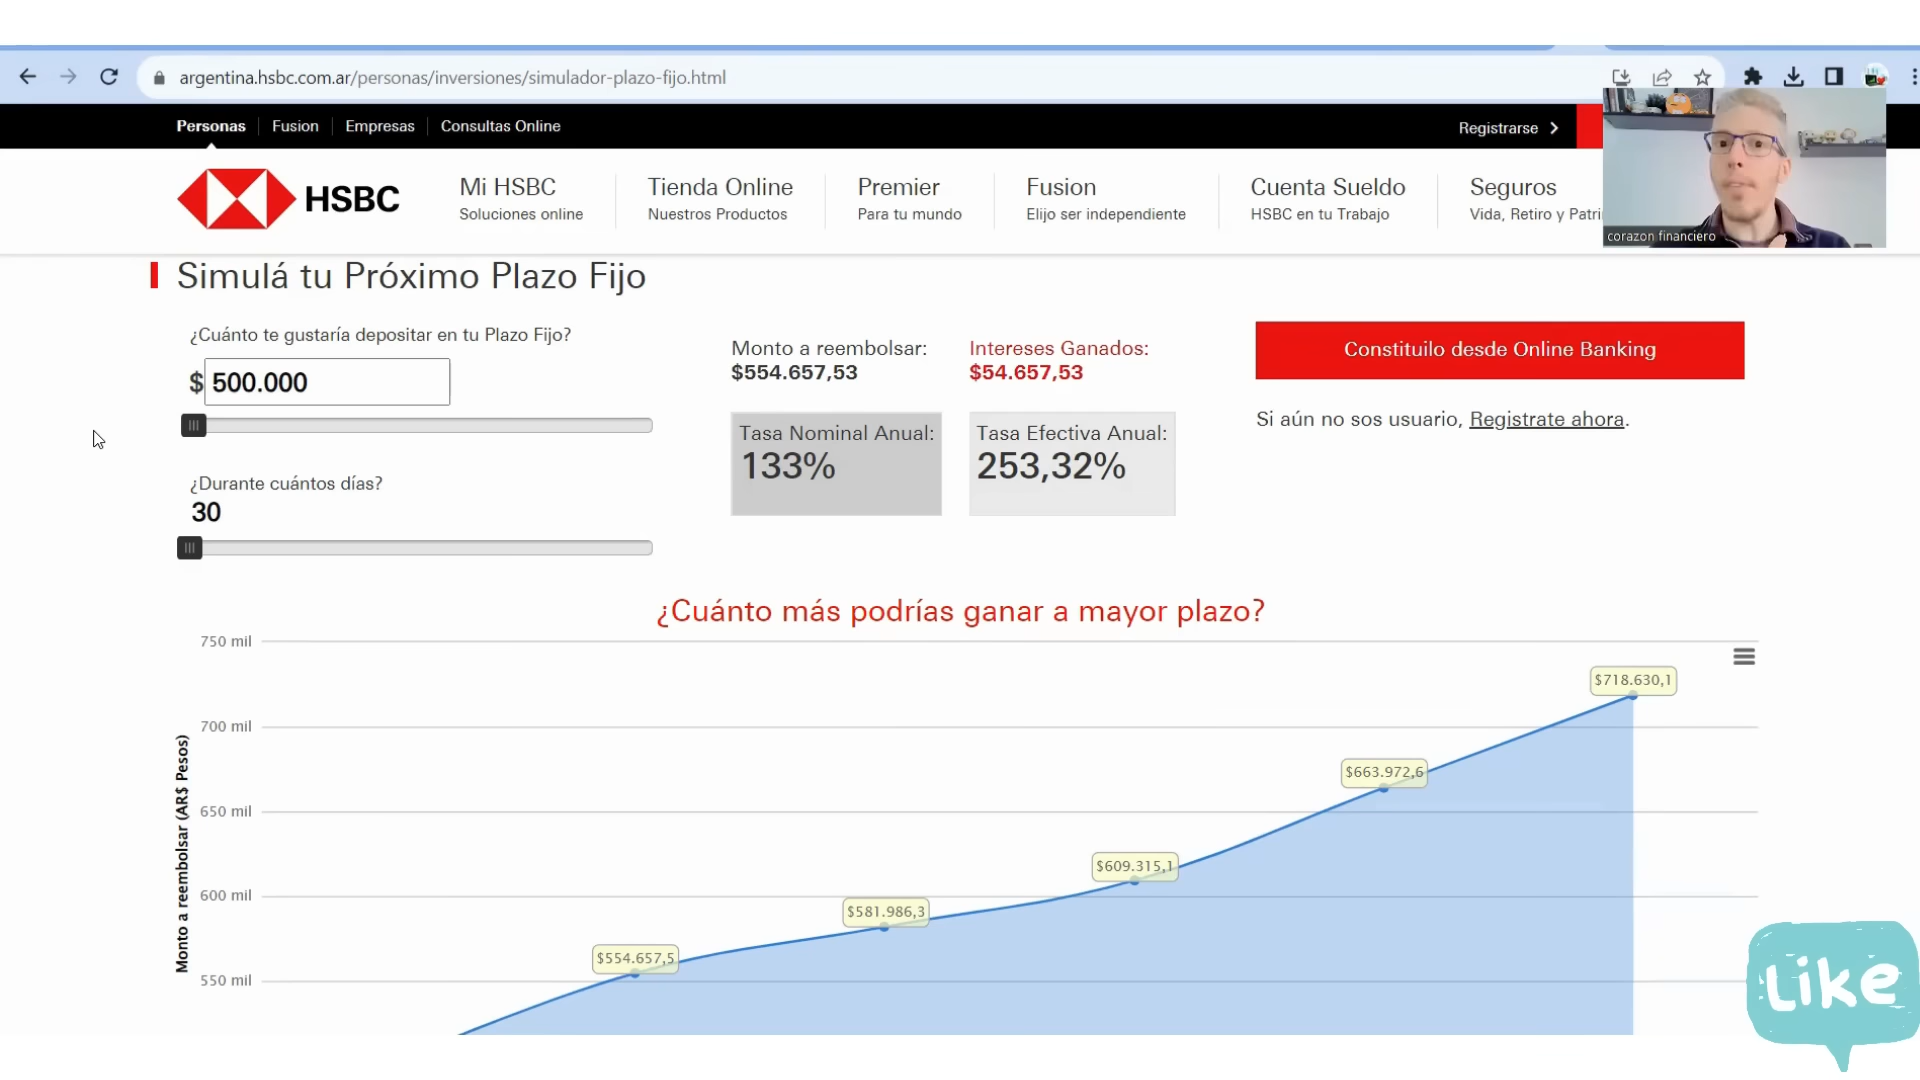 argentina.hsbc.com.ar/personas/inversiones/simulador-plazo-fijo.html
Personas
Fusion
Empresas
Consultas Online
Registrarse
HSBC
Mi HSBC
Soluciones online
Tienda Online
Nuestros Productos
Premier
Para tu mundo
Fusion
Elijo ser independiente
Cuenta Sueldo
HSBC en tu Trabajo
Seguros
Vida, Retiro y Patri
corazon financiero
Simulá tu Próximo Plazo Fijo
¿Cuánto te gustaría depositar en tu Plazo Fijo?
$ 500.000
¿Durante cuántos días?
30
Monto a reembolsar:
$554.657,53
Intereses Ganados:
$54.657,53
Tasa Nominal Anual:
133%
Tasa Efectiva Anual:
253,32%
Constituilo desde Online Banking
Si aún no sos usuario, Registrate ahora.
¿Cuánto más podrías ganar a mayor plazo?
Monto a reembolsar (AR$ Pesos)
750 mil
700 mil
650 mil
600 mil
550 mil
$554.657,5
$581.986,3
$609.315,1
$663.972,6
$718.630,1
Like